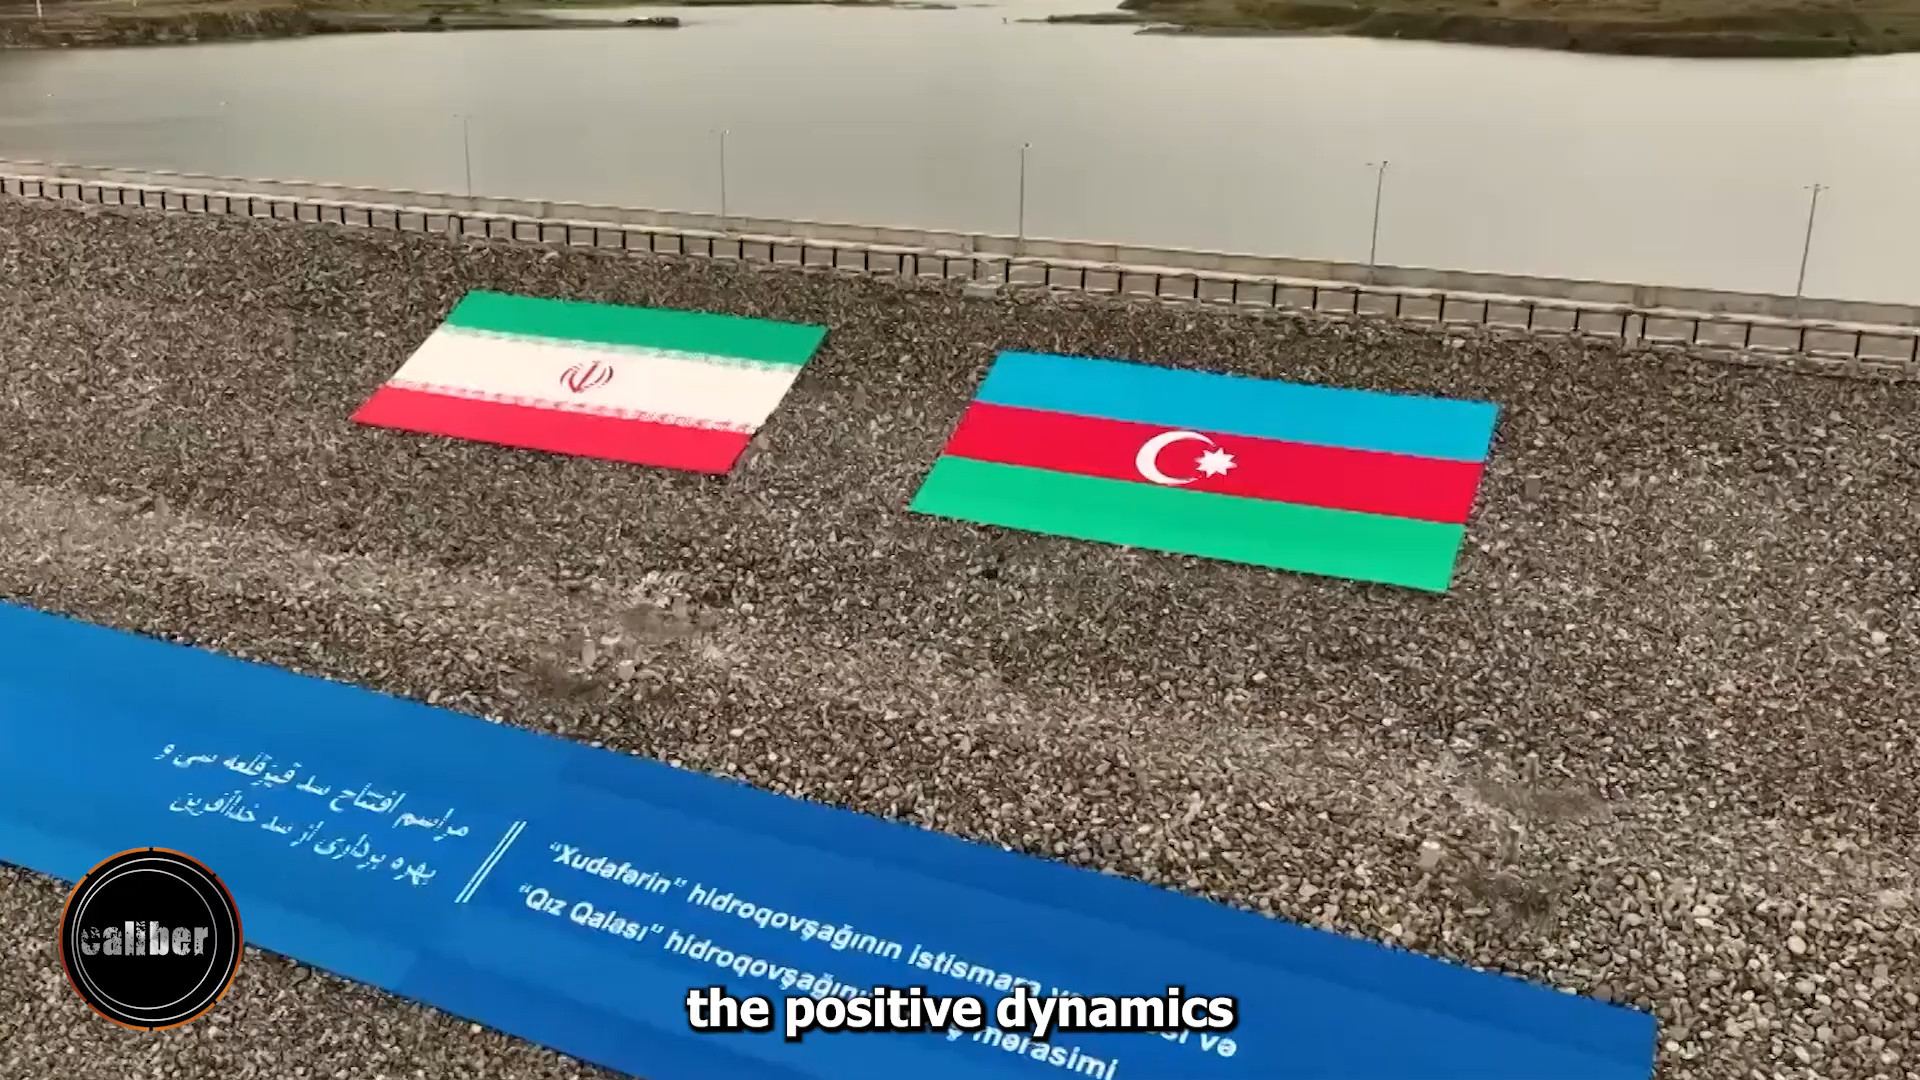 مراسم افتتاح سد قیزقلعه سی و
بهره برداری از سد خداآفرین
"Xudafərin" hidroqovşağının istismara
və
"Qız Qalası" hidroqovşağının
mərasimi
caliber
the positive dynamics